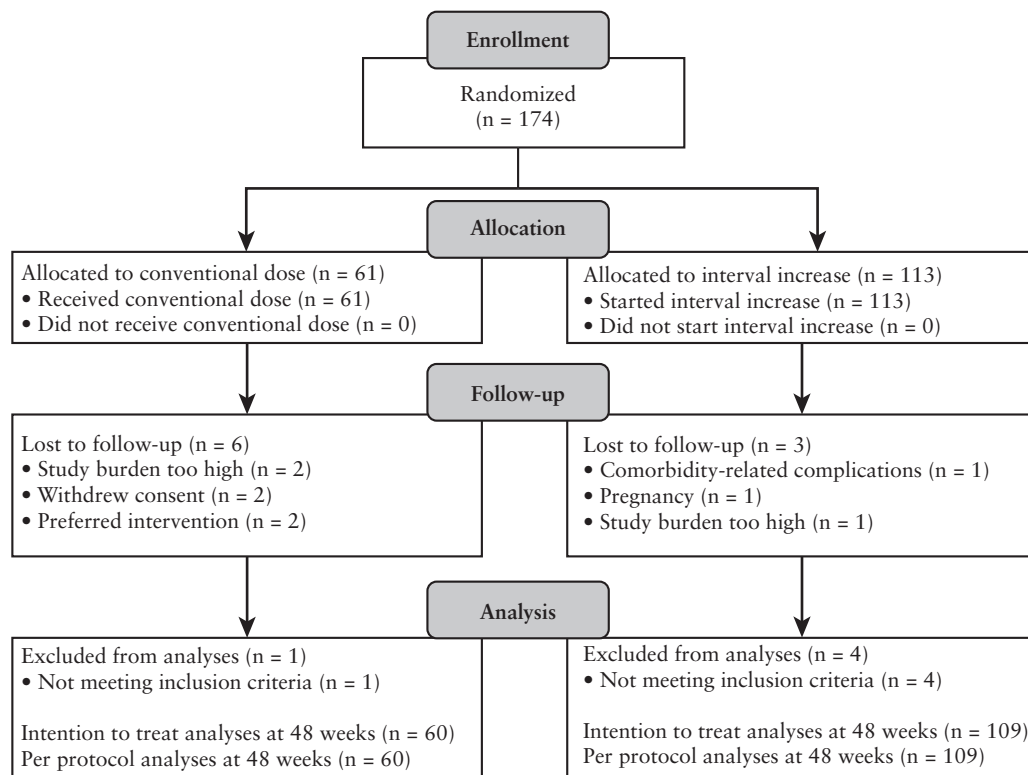 Enrollment
Randomized
(n = 174)
Allocation
Allocated to conventional dose (n = 61)
• Received conventional dose (n = 61)
• Did not receive conventional dose (n = 0)
Allocated to interval increase (n = 113)
• Started interval increase (n = 113)
• Did not start interval increase (n = 0)
Follow-up
Lost to follow-up (n = 6)
• Study burden too high (n = 2)
• Withdrew consent (n = 2)
• Preferred intervention (n = 2)
Lost to follow-up (n = 3)
• Comorbidity-related complications (n = 1)
• Pregnancy (n = 1)
• Study burden too high (n = 1)
Analysis
Excluded from analyses (n = 1)
• Not meeting inclusion criteria (n = 1)
Intention to treat analyses at 48 weeks (n = 60)
Per protocol analyses at 48 weeks (n = 60)
Excluded from analyses (n = 4)
• Not meeting inclusion criteria (n = 4)
Intention to treat analyses at 48 weeks (n = 109)
Per protocol analyses at 48 weeks (n = 109)